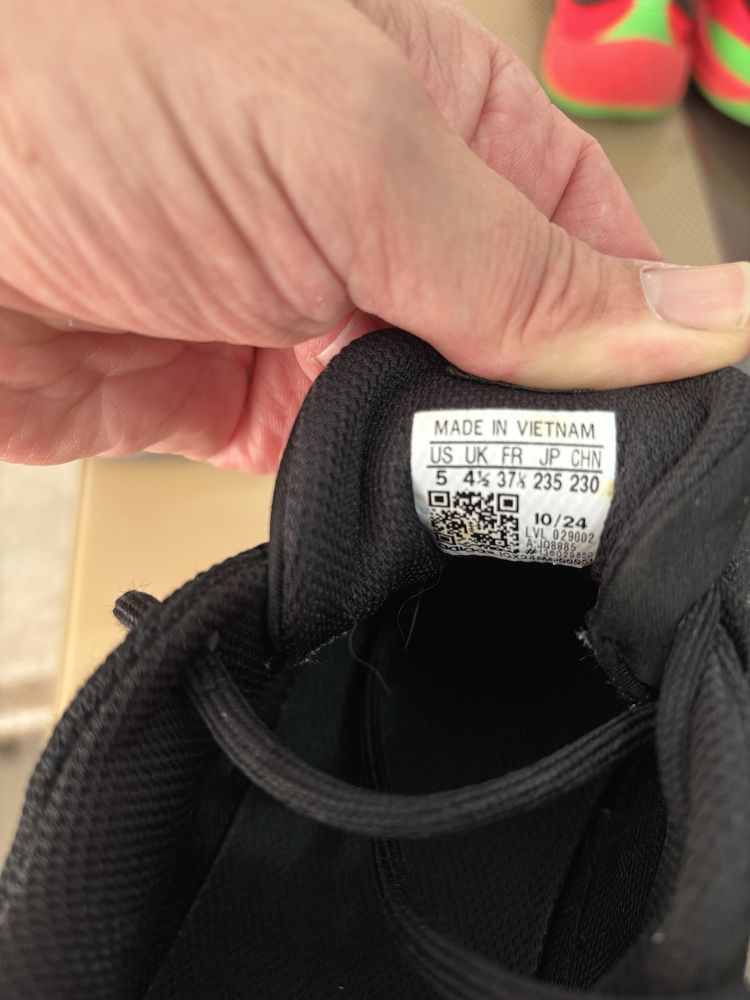 MADE IN VIETNAM
US UK FR JP CHN
5 4½ 37⅓ 235 230
10/24
LVL 029002
A:JQ8885